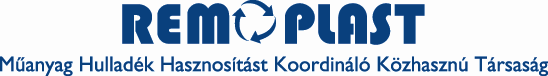 REMOPLAST
Műanyag Hulladék Hasznosítást Koordináló Közhasznú Társaság